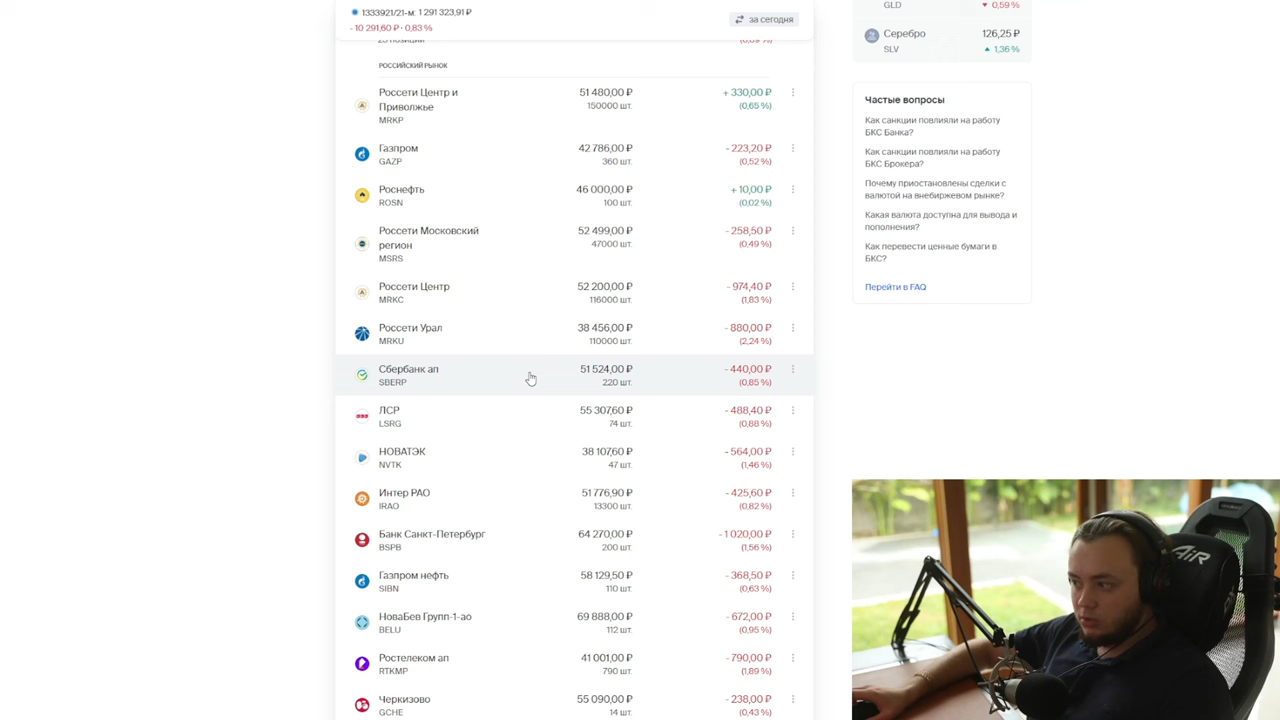 1333921/21-м: 1 291 323,91 ₽
- 10 291,60 ₽ · 0,83 %
за сегодня
РОССИЙСКИЙ РЫНОК
Россети Центр и
Приволжье
MRKP
51 480,00 ₽
150000 шт.
+ 330,00 ₽
(0,65 %)
Газпром
GAZP
42 786,00 ₽
360 шт.
- 223,20 ₽
(0,52 %)
Роснефть
ROSN
46 000,00 ₽
100 шт.
+ 10,00 ₽
(0,02 %)
Россети Московский
регион
MSRS
52 499,00 ₽
47000 шт.
- 258,50 ₽
(0,49 %)
Россети Центр
MRKC
52 200,00 ₽
116000 шт.
- 974,40 ₽
(1,83 %)
Россети Урал
MRKU
38 456,00 ₽
110000 шт.
- 880,00 ₽
(2,24 %)
Сбербанк ап
SBERP
51 524,00 ₽
220 шт.
- 440,00 ₽
(0,85 %)
ЛСР
LSRG
55 307,60 ₽
74 шт.
- 488,40 ₽
(0,88 %)
НОВАТЭК
NVTK
38 107,60 ₽
47 шт.
- 564,00 ₽
(1,46 %)
Интер РАО
IRAO
51 776,90 ₽
13300 шт.
- 425,60 ₽
(0,82 %)
Банк Санкт-Петербург
BSPB
64 270,00 ₽
200 шт.
- 1 020,00 ₽
(1,56 %)
Газпром нефть
SIBN
58 129,50 ₽
110 шт.
- 368,50 ₽
(0,63 %)
НоваБев Групп-1-ао
BELU
69 888,00 ₽
112 шт.
- 672,00 ₽
(0,95 %)
Ростелеком ап
RTKMP
41 001,00 ₽
790 шт.
- 790,00 ₽
(1,89 %)
Черкизово
GCHE
55 090,00 ₽
14 шт.
- 238,00 ₽
(0,43 %)
GLD
0,59 %
Серебро
SLV
126,25 ₽
1,36 %
Частые вопросы
Как санкции повлияли на работу
БКС Банка?
Как санкции повлияли на работу
БКС Брокера?
Почему приостановлены сделки с
валютой на внебиржевом рынке?
Какая валюта доступна для вывода и
пополнения?
Как перевести ценные бумаги в
БКС?
Перейти в FAQ
AiR